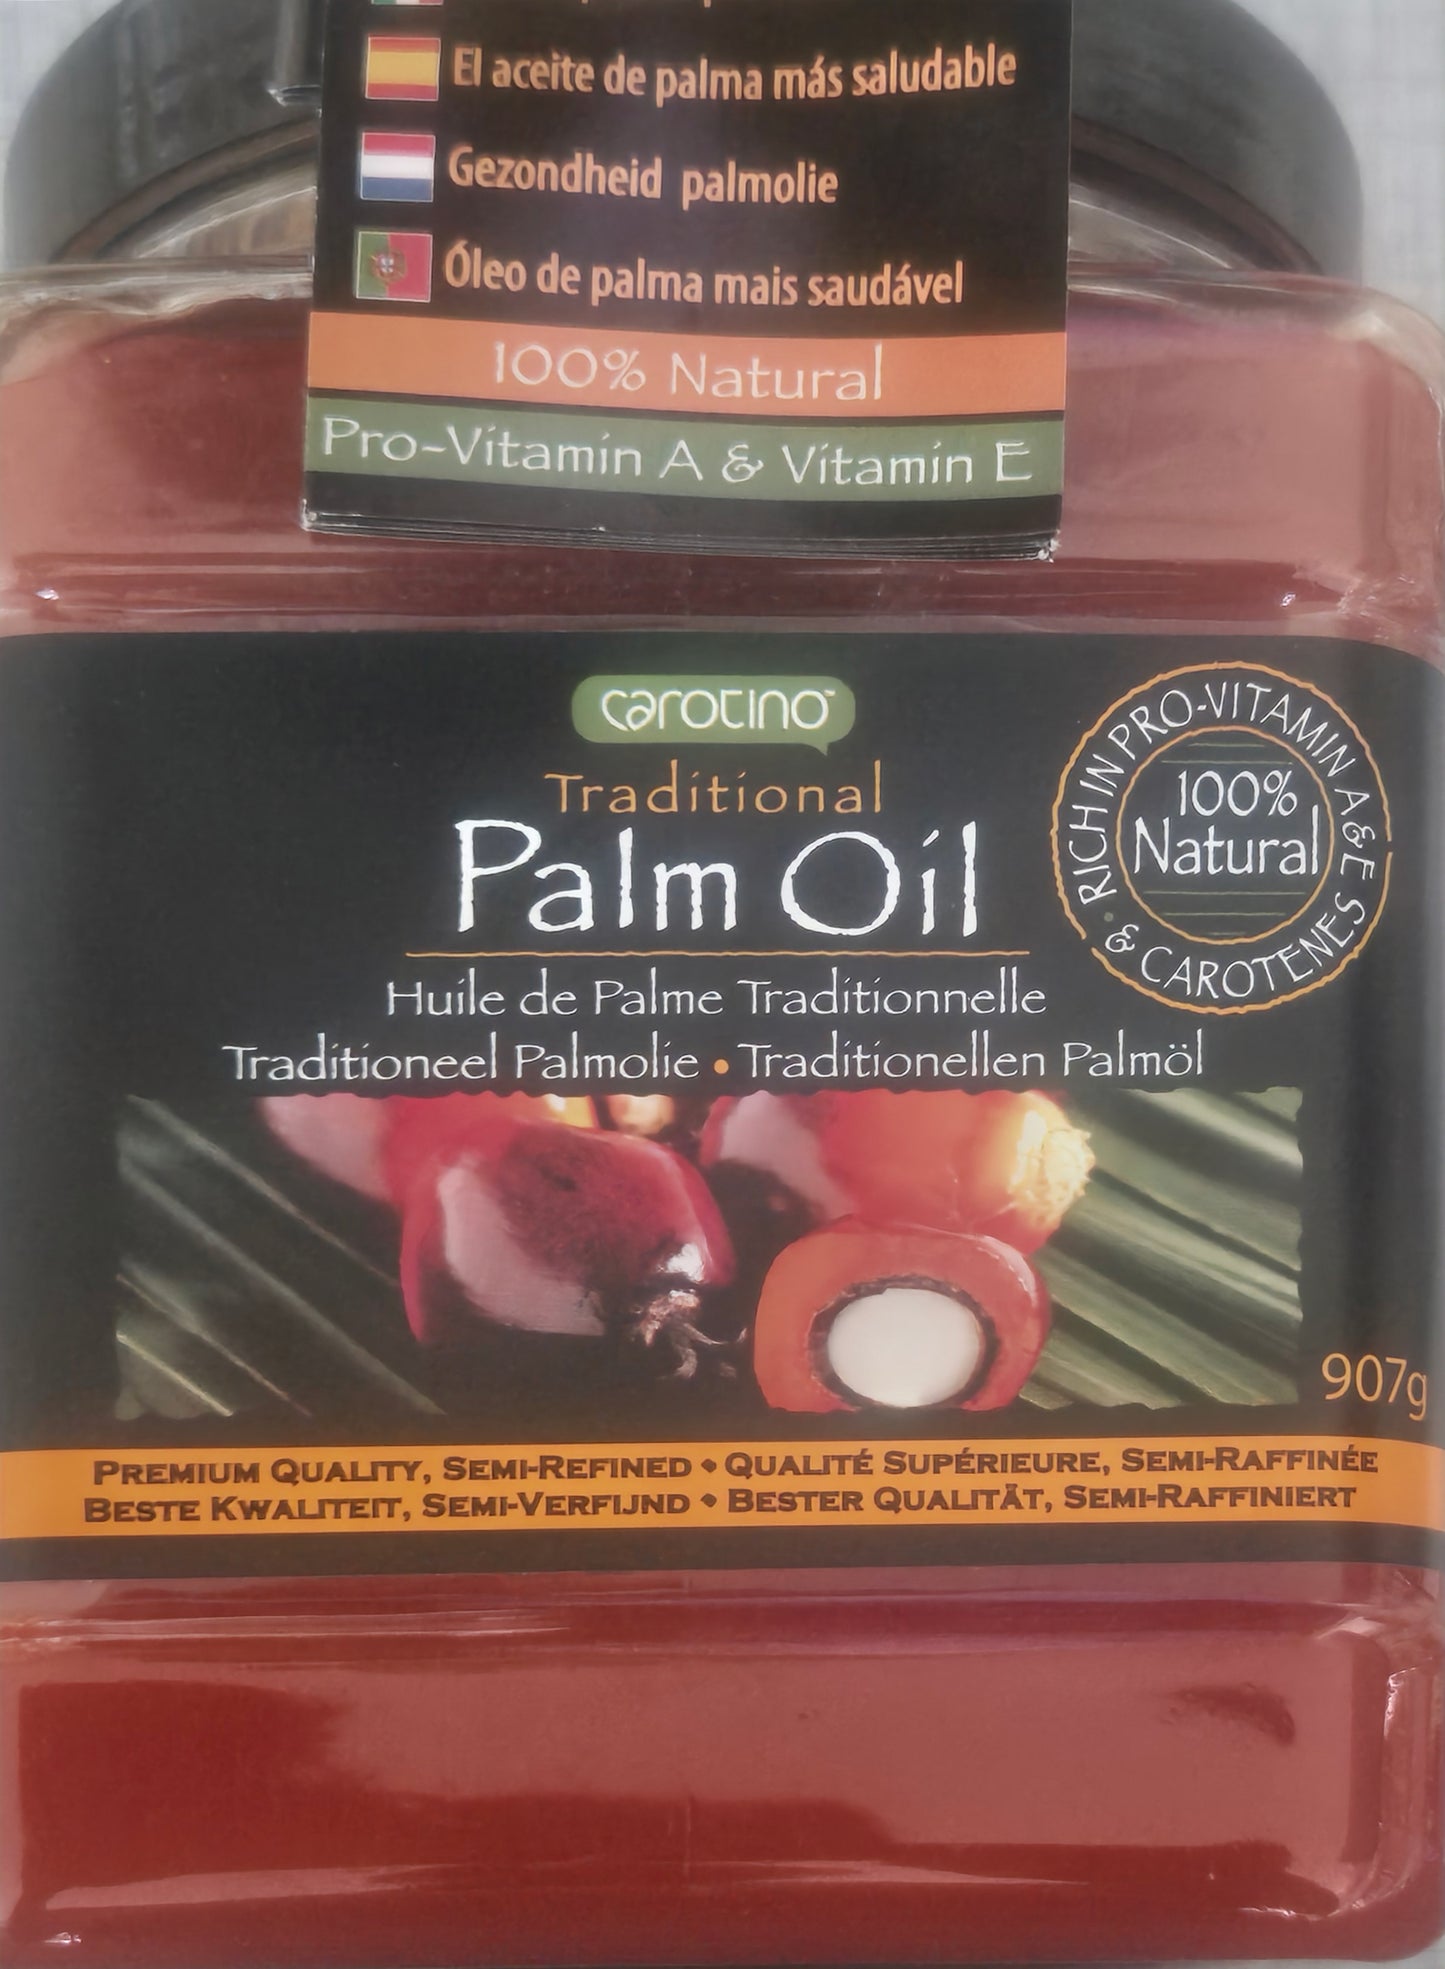 El aceite de palma más saludable
Gezondheid palmolie
Óleo de palma mais saudável
100% Natural
Pro-Vitamin A & Vitamin E
carotino™
Traditional
Palm Oil
RICH IN PRO-VITAMIN A&E S & CAROTENES
100%
Natural
Huile de Palme Traditionnelle
Traditioneel Palmolie • Traditionellen Palmöl
907g
PREMIUM QUALITY, SEMI-REFINED • QUALITÉ SUPÉRIEURE, SEMI-RAFFINÉE
BESTE KWALITEIT, SEMI-VERFIJND • BESTER QUALITÄT, SEMI-RAFFINIERT